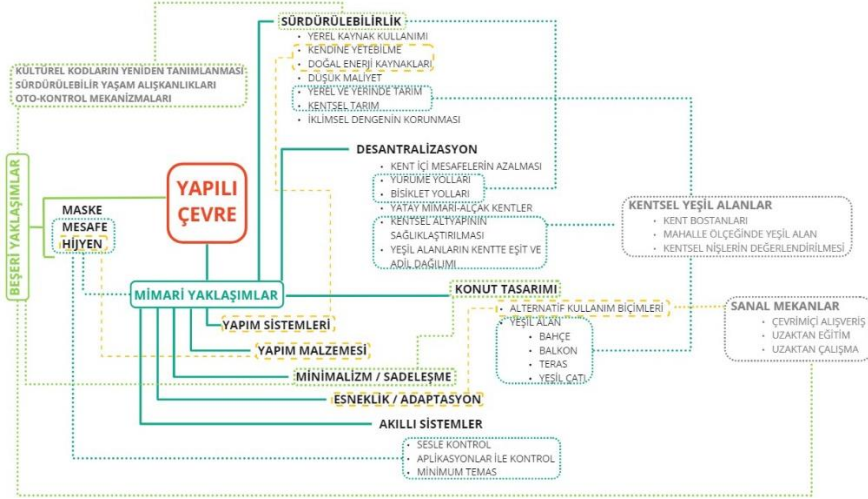 SÜRDÜRÜLEBİLİRLİK
• YEREL KAYNAK KULLANIMI
• KENDİNE YETEBİLME
• DOĞAL ENERJİ KAYNAKLARI
• DÜŞÜK MALİYET
• YEREL VE YERİNDE TARIM
• KENTSEL TARIM
• İKLİMSEL DENGENİN KORUNMASI
KÜLTÜREL KODLARIN YENİDEN TANIMLANMASI
SÜRDÜRÜLEBİLİR YAŞAM ALIŞKANLIKLARI
OTO-KONTROL MEKANİZMALARI
DESANTRALİZASYON
• KENT İÇİ MESAFELERİN AZALMASI
• YÜRÜME YOLLARI
• BİSİKLET YOLLARI
• YATAY MİMARİ-ALÇAK KENTLER
• KENTSEL ALTYAPININ
SAĞLIKLAŞTIRILMASI
• YEŞİL ALANLARIN KENTTE EŞİT VE
ADİL DAĞILIMI
BEŞERİ YAKLAŞIMLAR
YAPILI
ÇEVRE
MASKE
MESAFE
HİJYEN
KENTSEL YEŞİL ALANLAR
• KENT BOSTANLARI
• MAHALLE ÖLÇEĞİNDE YEŞİL ALAN
• KENTSEL NİŞLERİN DEĞERLENDİRİLMESİ
MİMARİ YAKLAŞIMLAR
KONUT TASARIMI
• ALTERNATİF KULLANIM BİÇİMLERİ
• YEŞİL ALAN
• BAHÇE
• BALKON
• TERAS
• YEŞİL ÇATI
SANAL MEKANLAR
• ÇEVRİMİÇİ ALIŞVERİŞ
• UZAKTAN EĞİTİM
• UZAKTAN ÇALIŞMA
YAPIM SİSTEMLERİ
YAPIM MALZEMESİ
MİNİMALİZM / SADELEŞME
ESNEKLİK / ADAPTASYON
AKILLI SİSTEMLER
• SESLE KONTROL
• APLİKASYONLAR İLE KONTROL
• MİNİMUM TEMAS